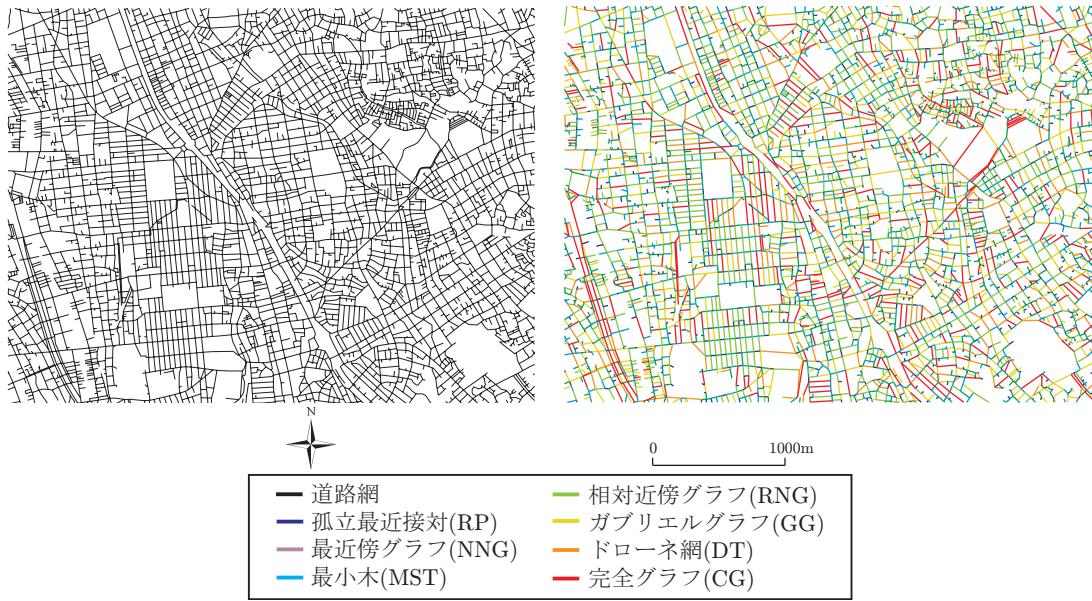 N
0 1000m
道路網
孤立最近接対(RP)
最近傍グラフ(NNG)
最小木(MST)
相対近傍グラフ(RNG)
ガブリエルグラフ(GG)
ドローネ網(DT)
完全グラフ(CG)